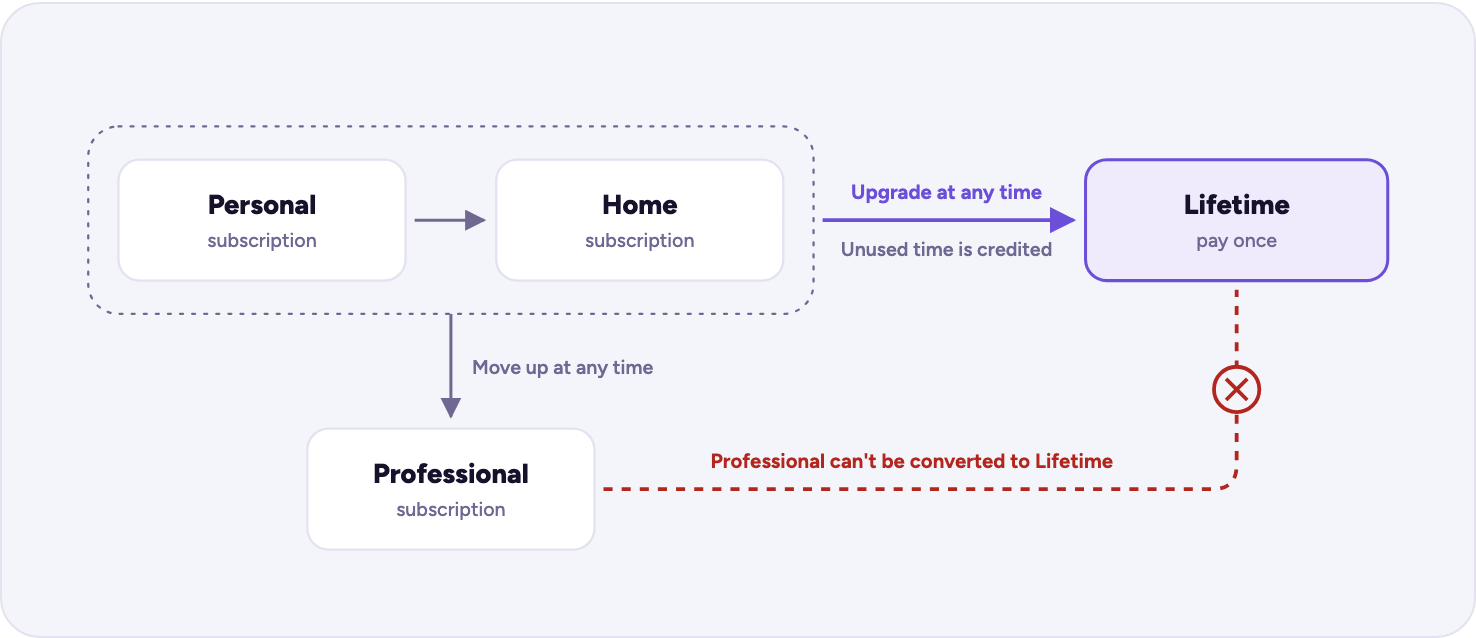 Personal
subscription
Home
subscription
Upgrade at any time
Unused time is credited
Lifetime
pay once
Move up at any time
Professional
subscription
Professional can't be converted to Lifetime